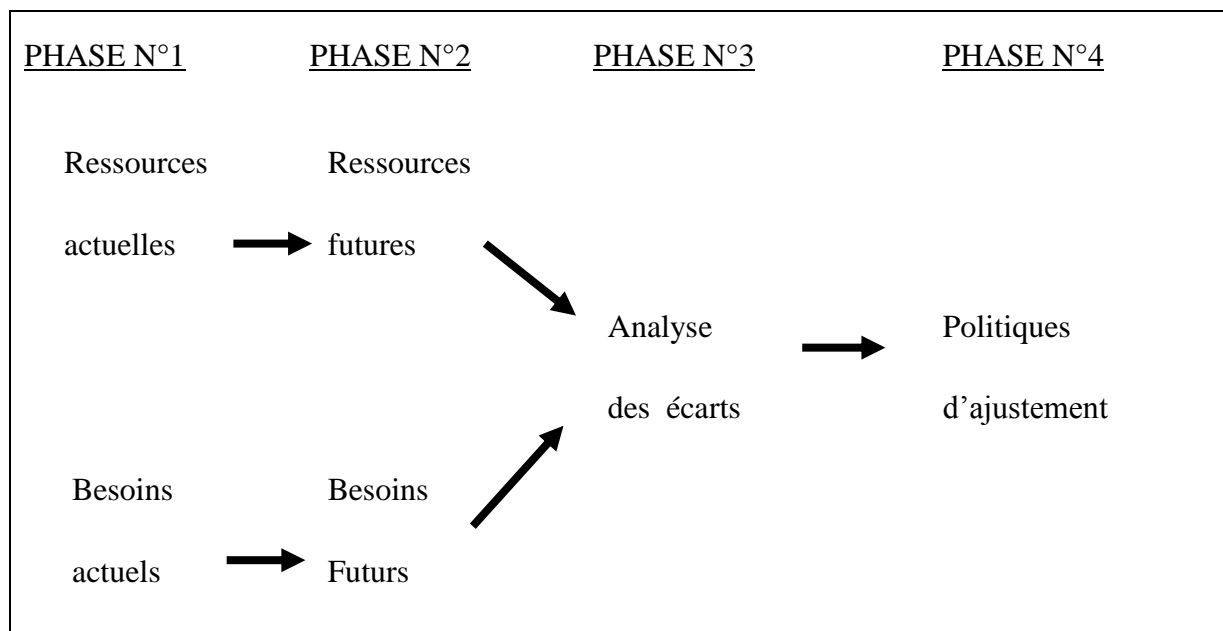 PHASE N°1 PHASE N°2 PHASE N°3 PHASE N°4
Ressources Ressources
actuelles futures
Analyse Politiques
des écarts d’ajustement
Besoins Besoins
actuels Futurs